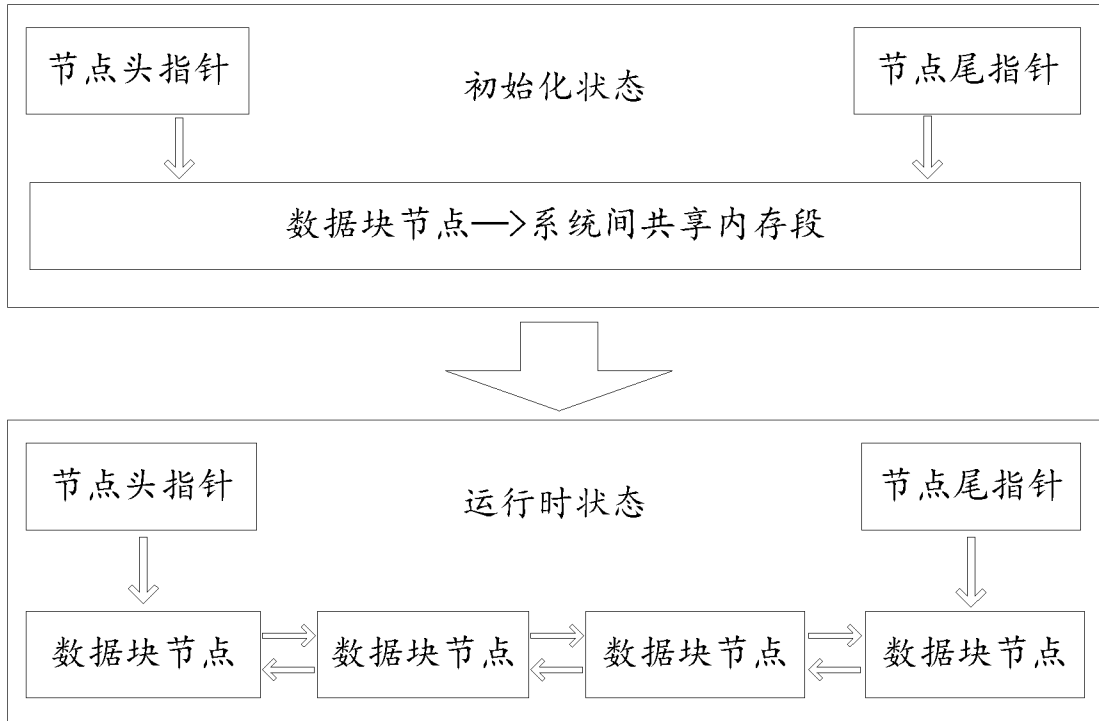 节点头指针
初始化状态
节点尾指针
数据块节点—>系统间共享内存段
节点头指针
运行时状态
节点尾指针
数据块节点
数据块节点
数据块节点
数据块节点